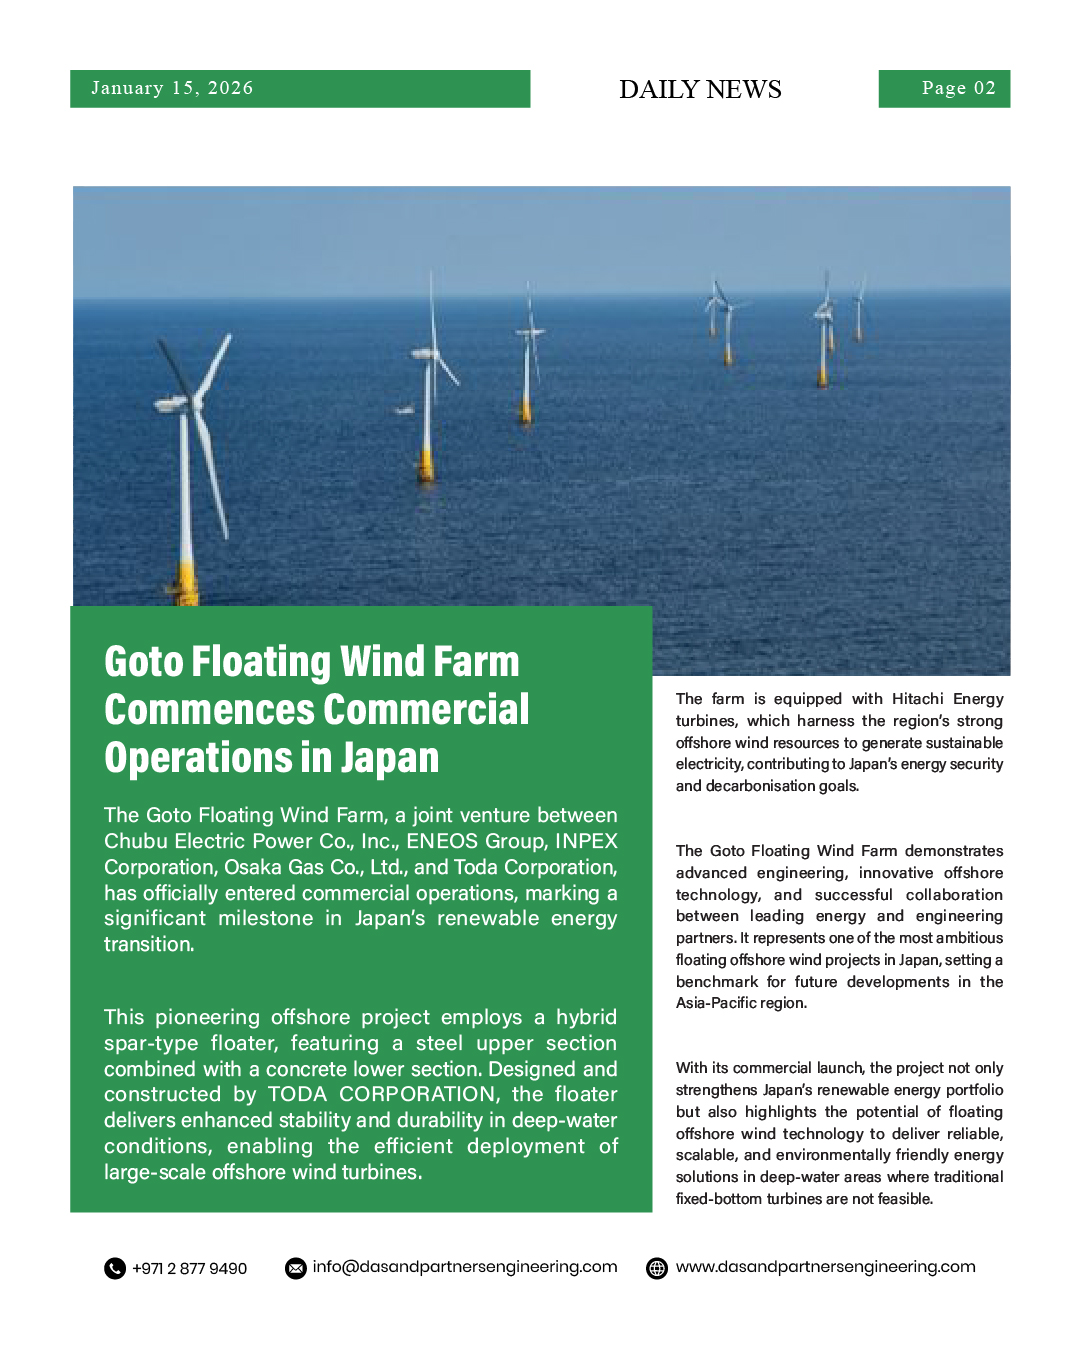 January 15, 2026
DAILY NEWS
Page 02
Goto Floating Wind Farm
Commences Commercial
Operations in Japan
The Goto Floating Wind Farm, a joint venture between
Chubu Electric Power Co., Inc., ENEOS Group, INPEX
Corporation, Osaka Gas Co., Ltd., and Toda Corporation,
has officially entered commercial operations, marking a
significant milestone in Japan's renewable energy
transition.
This pioneering offshore project employs a hybrid
spar-type floater, featuring a steel upper section
combined with a concrete lower section. Designed and
constructed by TODA CORPORATION, the floater
delivers enhanced stability and durability in deep-water
conditions, enabling the efficient deployment of
large-scale offshore wind turbines.
The farm is equipped with Hitachi Energy
turbines, which harness the region's strong
offshore wind resources to generate sustainable
electricity, contributing to Japan's energy security
and decarbonisation goals.
The Goto Floating Wind Farm demonstrates
advanced engineering, innovative offshore
technology, and successful collaboration
between leading energy and engineering
partners. It represents one of the most ambitious
floating offshore wind projects in Japan, setting a
benchmark for future developments in the
Asia-Pacific region.
With its commercial launch, the project not only
strengthens Japan's renewable energy portfolio
but also highlights the potential of floating
offshore wind technology to deliver reliable,
scalable, and environmentally friendly energy
solutions in deep-water areas where traditional
fixed-bottom turbines are not feasible.
+971 2 877 9490
info@dasandpartnersengineering.com
www.dasandpartnersengineering.com